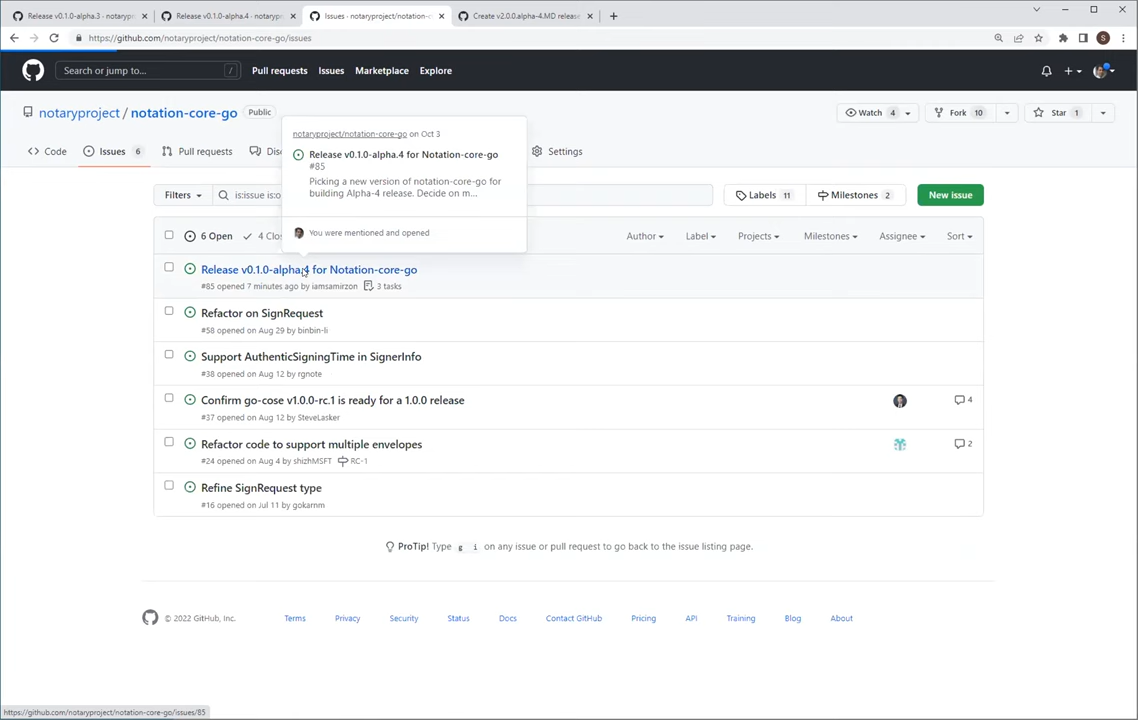 Release v0.1.0-alpha.3 - notarypro
Release v0.1.0-alpha.4 - notarypro
Issues - notaryproject/notation-c
Create v2.0.0.alpha-4.MD releas
https://github.com/notaryproject/notation-core-go/issues
Search or jump to...
/
Pull requests
Issues
Marketplace
Explore
S
notaryproject / notation-core-go
Public
Watch 4
Fork 10
Star 1
Code
Issues 6
Pull requests
Settings
notaryproject/notation-core-go on Oct 3
Release v0.1.0-alpha.4 for Notation-core-go
#85
Picking a new version of notation-core-go for
building Alpha-4 release. Decide on m...
You were mentioned and opened
Filters
is:issue is:o
Labels 11
Milestones 2
New issue
6 Open
4 Clos
Author
Label
Projects
Milestones
Assignee
Sort
Release v0.1.0-alpha.4 for Notation-core-go
#85 opened 7 minutes ago by iamsamirzon
3 tasks
Refactor on SignRequest
#58 opened on Aug 29 by binbin-li
Support AuthenticSigningTime in SignerInfo
#38 opened on Aug 12 by rgnote
Confirm go-cose v1.0.0-rc.1 is ready for a 1.0.0 release
4
#37 opened on Aug 12 by SteveLasker
Refactor code to support multiple envelopes
2
#24 opened on Aug 4 by shizhMSFT
RC-1
Refine SignRequest type
#16 opened on Jul 11 by gokarnm
ProTip! Type g i on any issue or pull request to go back to the issue listing page.
© 2022 GitHub, Inc.
Terms
Privacy
Security
Status
Docs
Contact GitHub
Pricing
API
Training
Blog
About
https://github.com/notaryproject/notation-core-go/issues/85